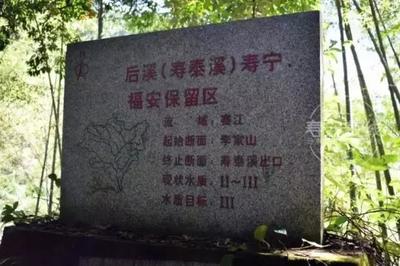 后溪(寿泰溪)寿宁、
福安保留区
流 域：赛江
起始断面：李家山
终止断面：寿泰溪出口
现状水质：II～III
水质目标：III